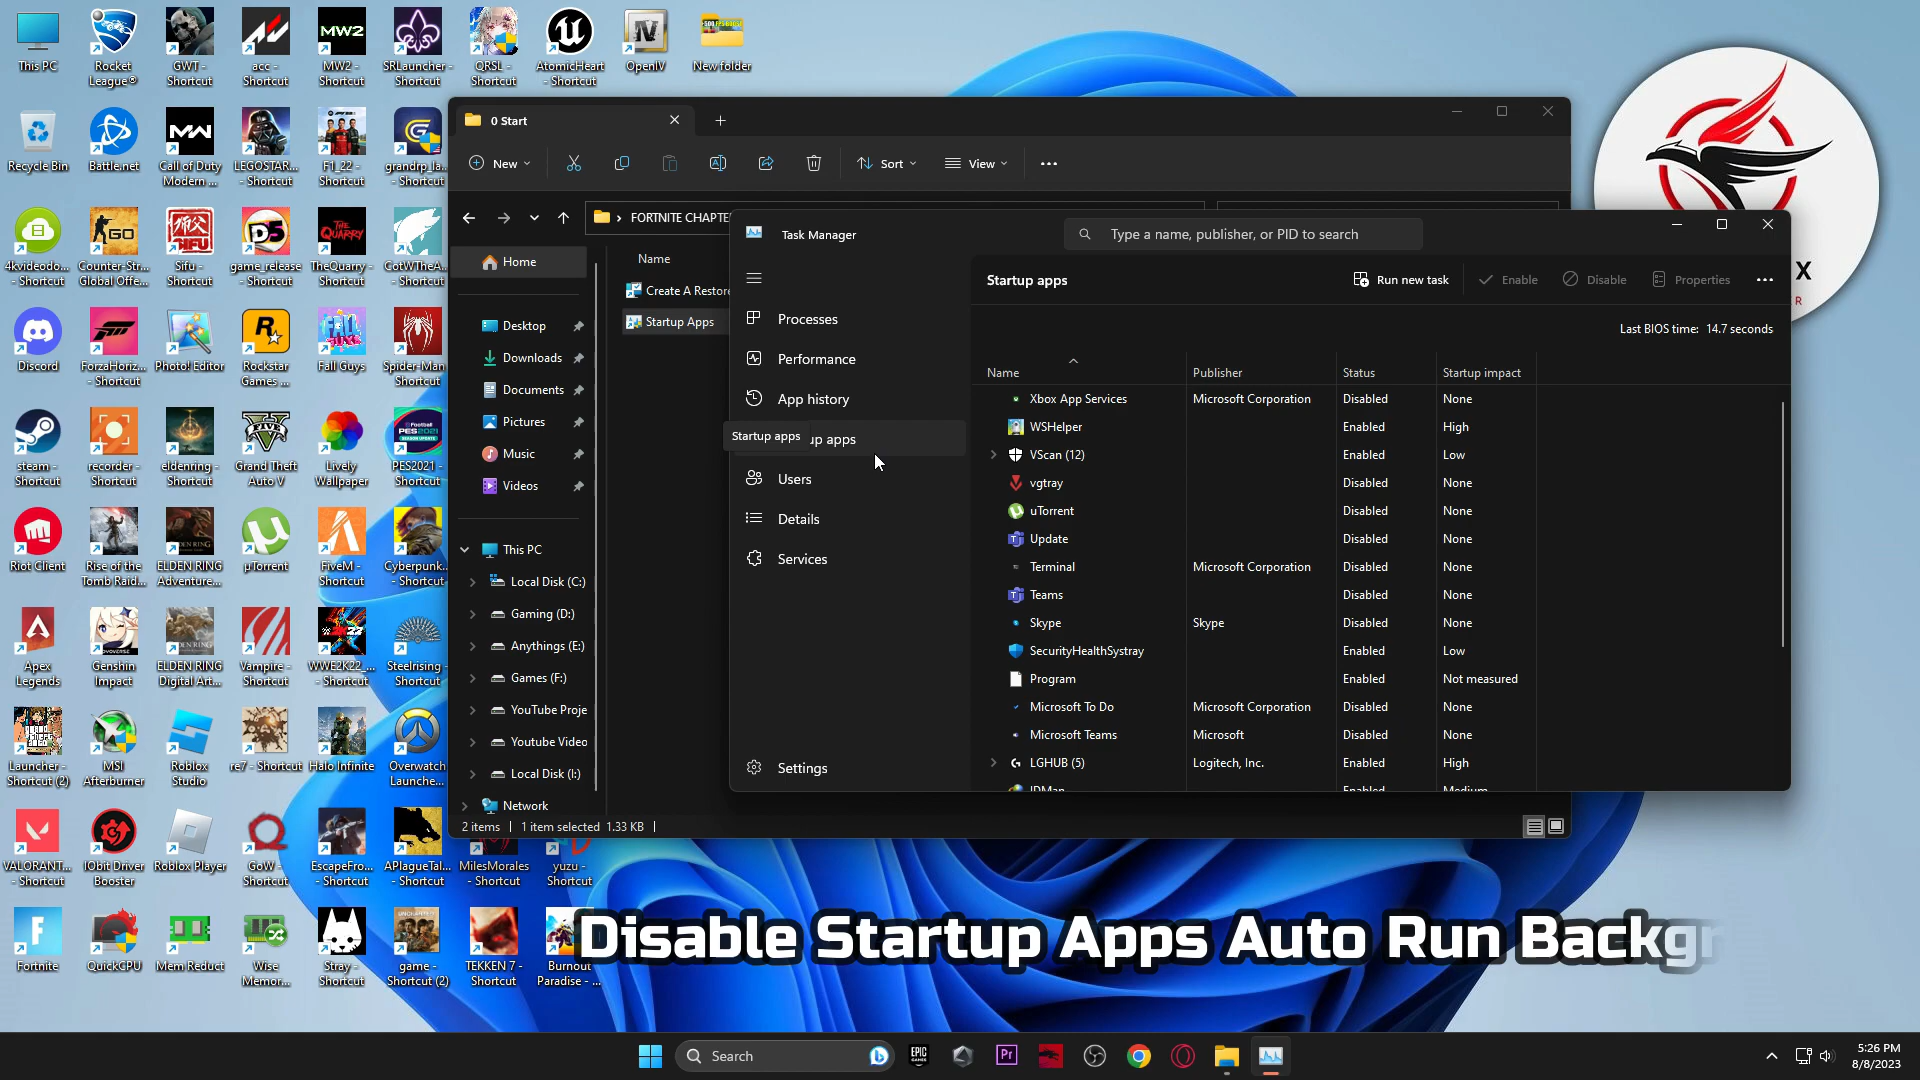 This PC
Rocket League®
GWT - Shortcut
acc - Shortcut
MW2 - Shortcut
SRLauncher - Shortcut
QRSL - Shortcut
AtomicHeart - Shortcut
OpenIV
New folder
Recycle Bin
Battle.net
Call of Duty Modern ...
LEGOSTAR... - Shortcut
F1_22 - Shortcut
grandrp_la... - Shortcut
4kvideodo... - Shortcut
Counter-Str... Global Offe...
Sifu - Shortcut
game_release - Shortcut
TheQuarry - Shortcut
CotWTheA... - Shortcut
Discord
ForzaHoriz... - Shortcut
Photo! Editor
Rockstar Games ...
Fall Guys
Spider-Man Shortcut
steam - Shortcut
recorder - Shortcut
eldenring - Shortcut
Grand Theft Auto V
Lively Wallpaper
PES2021 - Shortcut
Riot Client
Rise of the Tomb Raid...
ELDEN RING Adventure...
µTorrent
FiveM - Shortcut
Cyberpunk... - Shortcut
Apex Legends
Genshin Impact
ELDEN RING Digital Art...
Vampire - Shortcut
WWE2K22_... - Shortcut
Steelrising - Shortcut
Launcher - Shortcut (2)
MSI Afterburner
Roblox Studio
re7 - Shortcut
Halo Infinite
Overwatch Launche...
VALORANT... - Shortcut
IObit Driver Booster
Roblox Player
GoW - Shortcut
EscapeFro... - Shortcut
APlagueTal... - Shortcut
MilesMorales - Shortcut
yuzu - Shortcut
Fortnite
QuickCPU
Mem Reduct
Wise Memor...
Stray - Shortcut
game - Shortcut (2)
TEKKEN 7 - Shortcut
Burnout Paradise - ...
0 Start
New
Sort
View
FORTNITE CHAPTE
Home
Desktop
Downloads
Documents
Pictures
Music
Videos
This PC
Local Disk (C:)
Gaming (D:)
Anythings (E:)
Games (F:)
YouTube Proje
Youtube Video
Local Disk (I:)
Network
Name
Create A Restore
Startup Apps
2 items
1 item selected 1.33 KB
Task Manager
Type a name, publisher, or PID to search
Processes
Performance
App history
Startup apps
up apps
Users
Details
Services
Settings
Startup apps
Run new task
Enable
Disable
Properties
Last BIOS time: 14.7 seconds
Name Publisher Status Startup impact
Xbox App Services Microsoft Corporation Disabled None
WSHelper Enabled High
VScan (12) Enabled Low
vgtray Disabled None
uTorrent Disabled None
Update Disabled None
Terminal Microsoft Corporation Disabled None
Teams Disabled None
Skype Skype Disabled None
SecurityHealthSystray Enabled Low
Program Enabled Not measured
Microsoft To Do Microsoft Corporation Disabled None
Microsoft Teams Microsoft Disabled None
LGHUB (5) Logitech, Inc. Enabled High
IDMan Enabled Medium
X
R
Disable Startup Apps Auto Run Backgr
Search
5:26 PM
8/8/2023